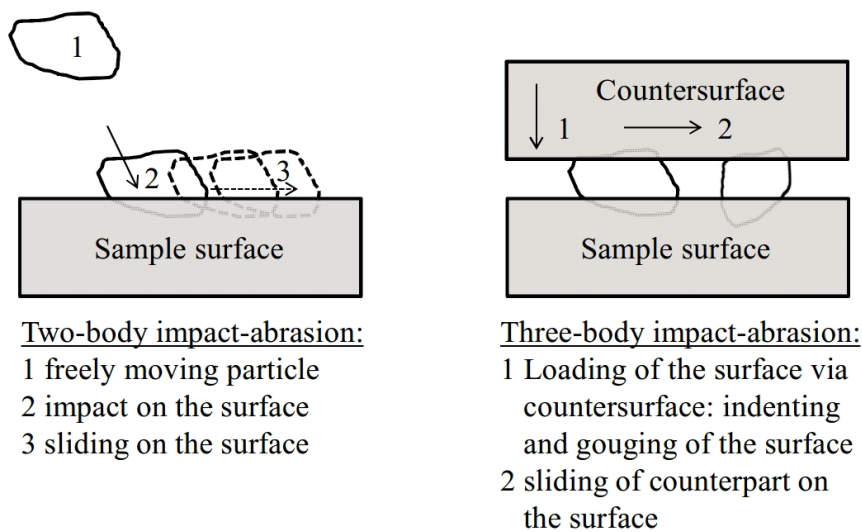 1
2
3
Sample surface
Two-body impact-abrasion:
1 freely moving particle
2 impact on the surface
3 sliding on the surface
Countersurface
1
2
Sample surface
Three-body impact-abrasion:
1 Loading of the surface via
countersurface: indenting
and gouging of the surface
2 sliding of counterpart on
the surface